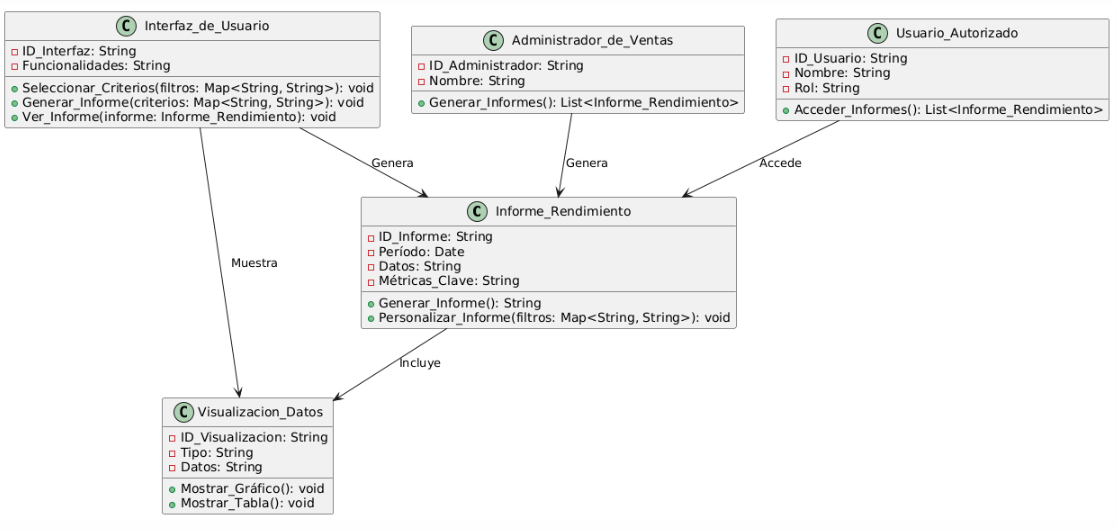 C Interfaz_de_Usuario
ID_Interfaz: String
Funcionalidades: String
Seleccionar_Criterios(filtros: Map<String, String>): void
Generar_Informe(criterios: Map<String, String>): void
Ver_Informe(informe: Informe_Rendimiento): void
C Administrador_de_Ventas
ID_Administrador: String
Nombre: String
Generar_Informes(): List<Informe_Rendimiento>
C Usuario_Autorizado
ID_Usuario: String
Nombre: String
Rol: String
Acceder_Informes(): List<Informe_Rendimiento>
Genera
Genera
Accede
C Informe_Rendimiento
ID_Informe: String
Período: Date
Datos: String
Métricas_Clave: String
Generar_Informe(): String
Personalizar_Informe(filtros: Map<String, String>): void
Muestra
Incluye
C Visualizacion_Datos
ID_Visualizacion: String
Tipo: String
Datos: String
Mostrar_Gráfico(): void
Mostrar_Tabla(): void